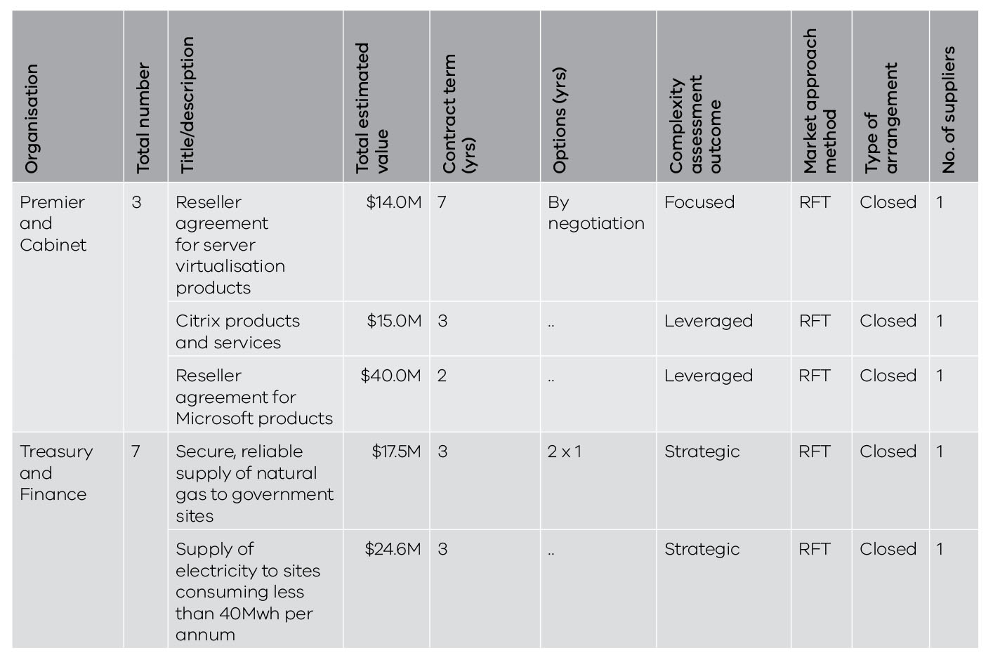 Organisation
Total number
Title/description
Total estimated
value
Contract term
(yrs)
Options (yrs)
Complexity
assessment
outcome
Market approach
method
Type of
arrangement
No. of suppliers
Premier
and
Cabinet
3
Reseller
agreement
for server
virtualisation
products
$14.0M
7
By
negotiation
Focused
RFT
Closed
1
Citrix products
and services
$15.0M
3
..
Leveraged
RFT
Closed
1
Reseller
agreement for
Microsoft products
$40.0M
2
..
Leveraged
RFT
Closed
1
Treasury
and
Finance
7
Secure, reliable
supply of natural
gas to government
sites
$17.5M
3
2 x 1
Strategic
RFT
Closed
1
Supply of
electricity to sites
consuming less
than 40Mwh per
annum
$24.6M
3
..
Strategic
RFT
Closed
1